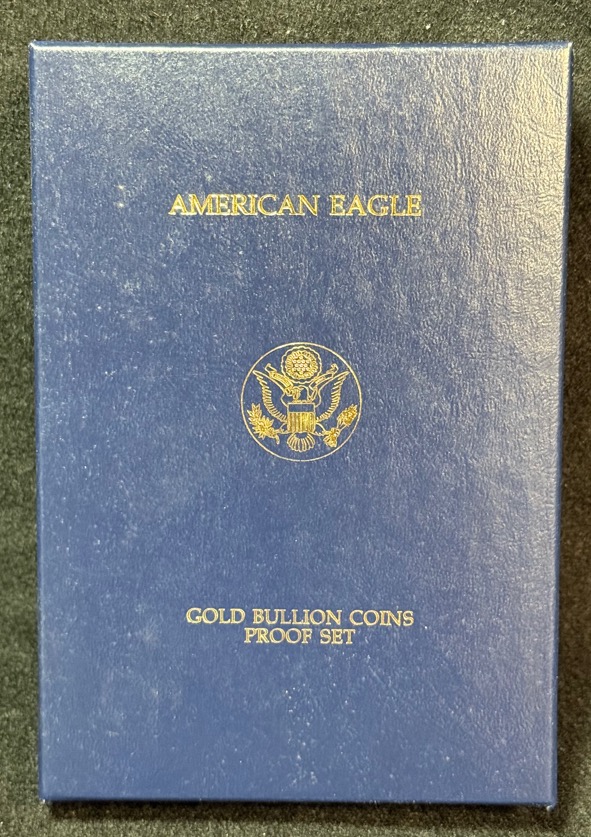 AMERICAN EAGLE
GOLD BULLION COINS
PROOF SET